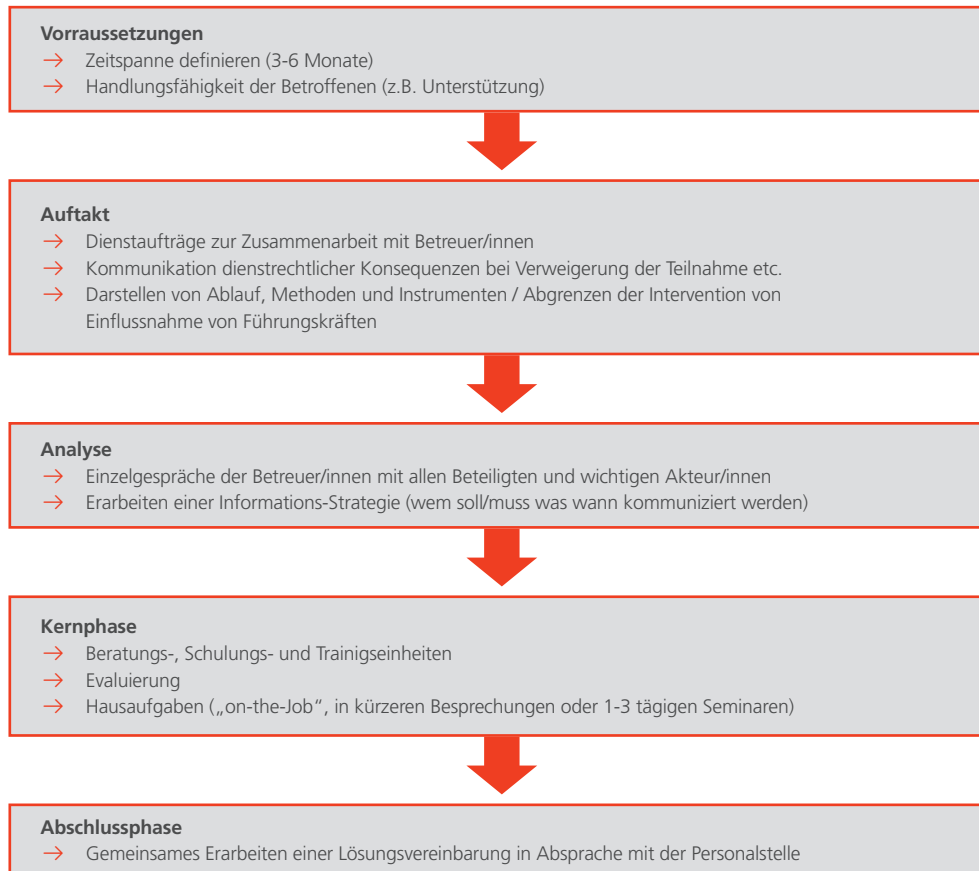 Vorraussetzungen
→ Zeitspanne definieren (3-6 Monate)
→ Handlungsfähigkeit der Betroffenen (z.B. Unterstützung)
Auftakt
→ Dienstaufträge zur Zusammenarbeit mit Betreuer/innen
→ Kommunikation dienstrechtlicher Konsequenzen bei Verweigerung der Teilnahme etc.
→ Darstellen von Ablauf, Methoden und Instrumenten / Abgrenzen der Intervention von
Einflussnahme von Führungskräften
Analyse
→ Einzelgespräche der Betreuer/innen mit allen Beteiligten und wichtigen Akteur/innen
→ Erarbeiten einer Informations-Strategie (wem soll/muss was wann kommuniziert werden)
Kernphase
→ Beratungs-, Schulungs- und Trainigseinheiten
→ Evaluierung
→ Hausaufgaben („on-the-Job“, in kürzeren Besprechungen oder 1-3 tägigen Seminaren)
Abschlussphase
→ Gemeinsames Erarbeiten einer Lösungsvereinbarung in Absprache mit der Personalstelle